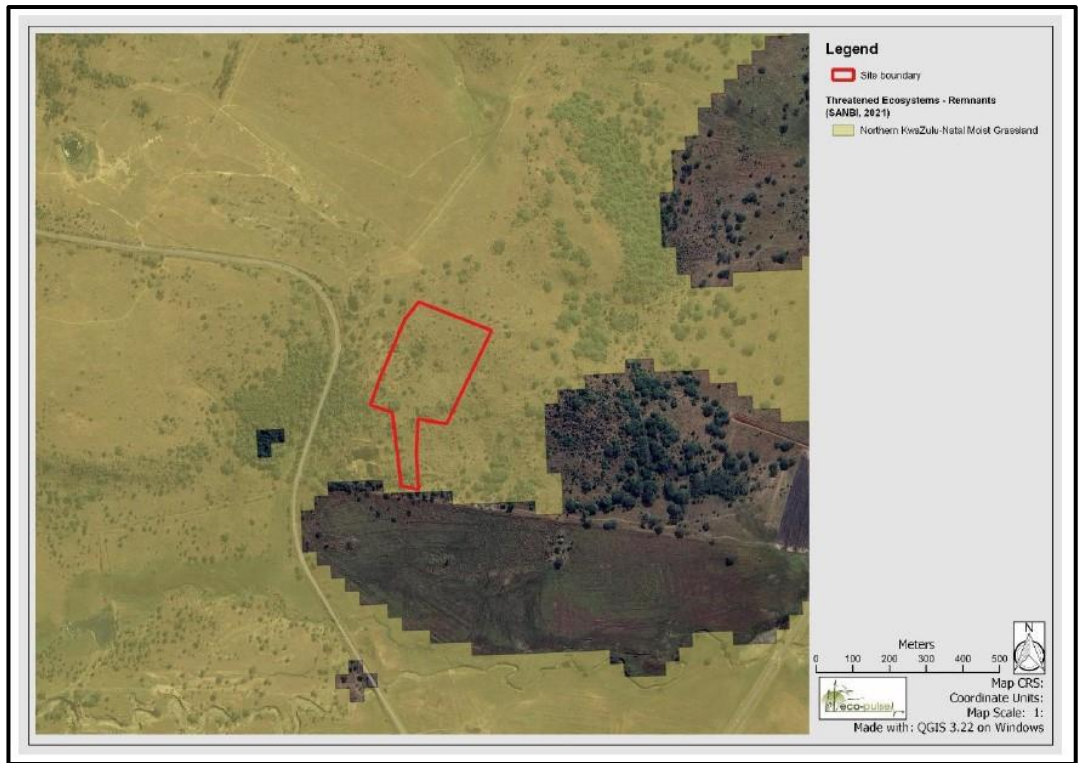 Legend
Site boundary
Threatened Ecosystems - Remnants
(SANBI, 2021)
Northern KwaZulu-Natal Moist Grassland
N
Meters
0 100 200 300 400 500
Map CRS:
Coordinate Units:
Map Scale: 1:
Made with: QGIS 3.22 on Windows
eco-pulse